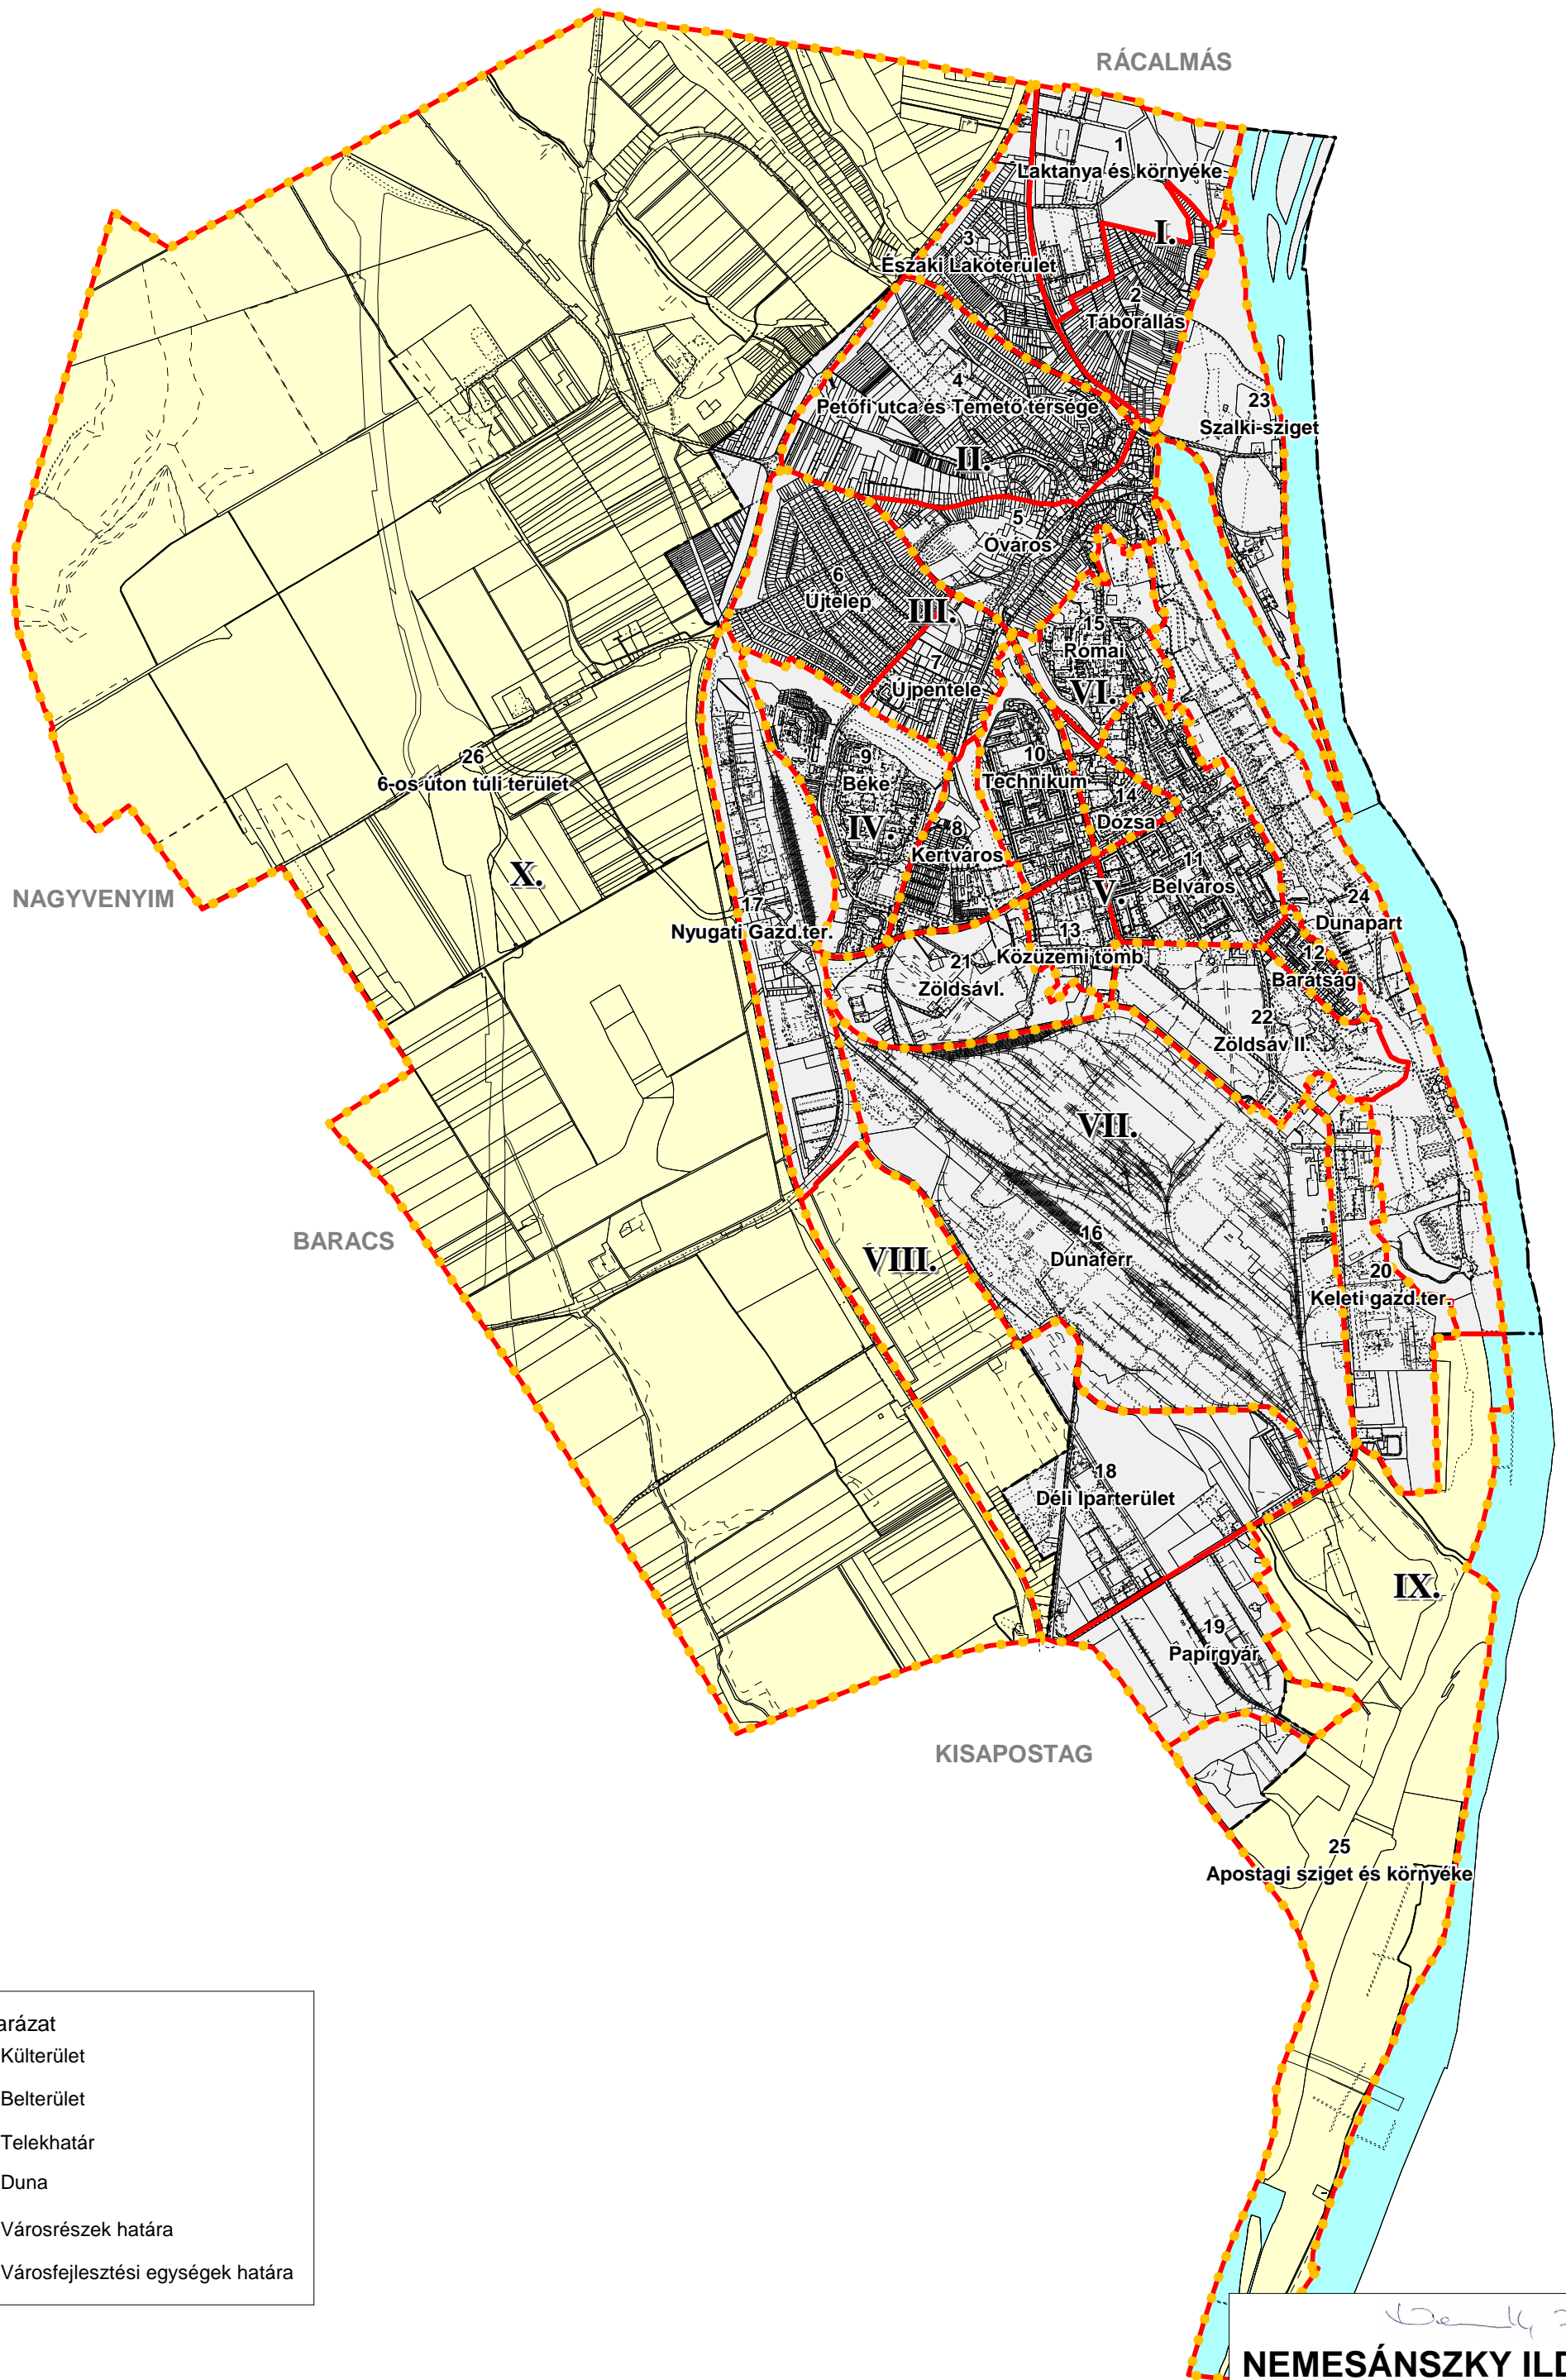 RÁCALMÁS
1
Laktanya és környéke
I.
3
Északi Lakóterület
2
Táborállás
4
Petőfi utca és Temető térsége
23
Szalki-sziget
II.
5
Óváros
6
Újtelep
III.
15
Római
7
Újpentele
VI.
26
6-os úton túli terület
9
Béke
10
Technikum
14
Dózsa
IV.
8
Kertváros
11
Belváros
X.
V.
NAGYVENYIM
17
Nyugati Gazd.ter.
24
Dunapart
13
Közüzemi tömb
12
Barátság
21
ZöldsávI.
22
Zöldsáv II.
VII.
BARACS
VIII.
16
Dunaferr
20
Keleti gazd.ter.
18
Déli Iparterület
IX.
19
Papírgyár
KISAPOSTAG
25
Apostagi sziget és környéke
arázat
Külterület
Belterület
Telekhatár
Duna
Városrészek határa
Városfejlesztési egységek határa
NEMESÁNSZKY ILD